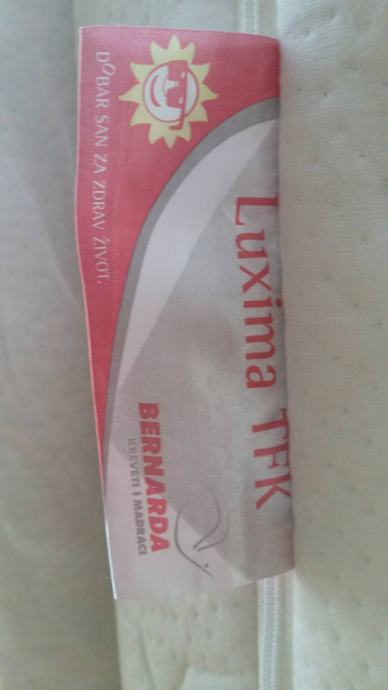 DOBAR SAN ZA ZDRAV ŽIVOT.
Luxima TFK
BERNARDA
KREVETI I MADRACI